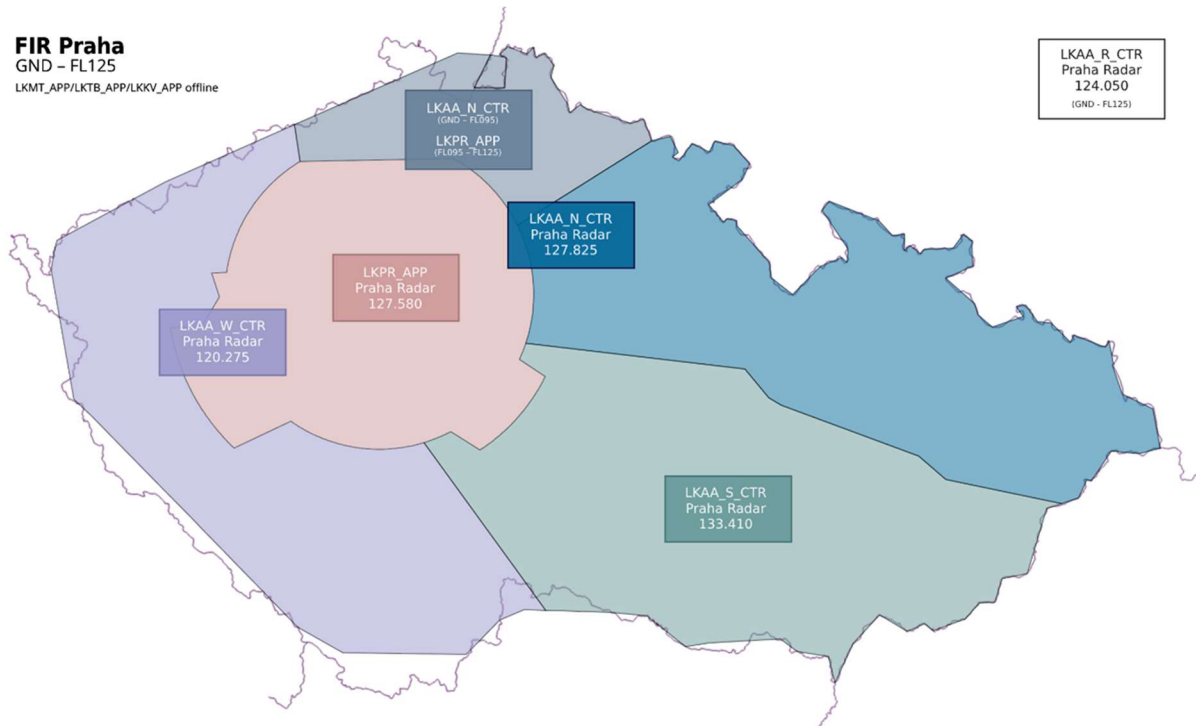 FIR Praha
GND – FL125
LKMT_APP/LKTB_APP/LKKV_APP offline
LKAA_R_CTR
Praha Radar
124.050
(GND - FL125)
LKAA_N_CTR
(GND – FL095)
LKPR_APP
(FL095 – FL125)
LKAA_N_CTR
Praha Radar
127.825
LKPR_APP
Praha Radar
127.580
LKAA_W_CTR
Praha Radar
120.275
LKAA_S_CTR
Praha Radar
133.410